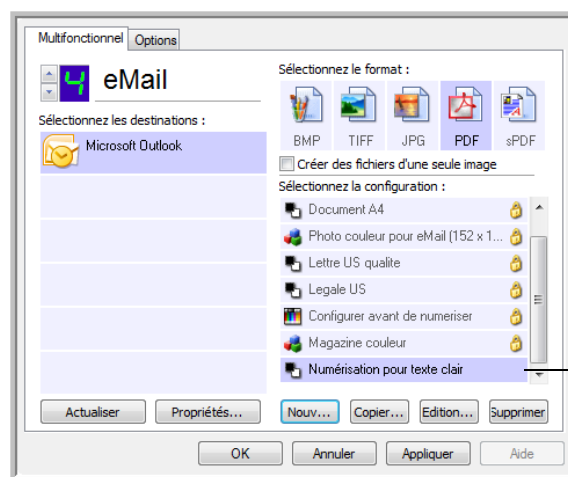 Multifonctionnel
Options
4 eMail
Sélectionnez les destinations :
Microsoft Outlook
Actualiser
Propriétés...
Sélectionnez le format :
BMP TIFF JPG PDF sPDF
Créer des fichiers d'une seule image
Sélectionnez la configuration :
Document A4
Photo couleur pour eMail (152 x 1...
Lettre US qualite
Legale US
Configurer avant de numeriser
Magazine couleur
Numérisation pour texte clair
Nouv... Copier... Edition... Supprimer
OK Annuler Appliquer Aide